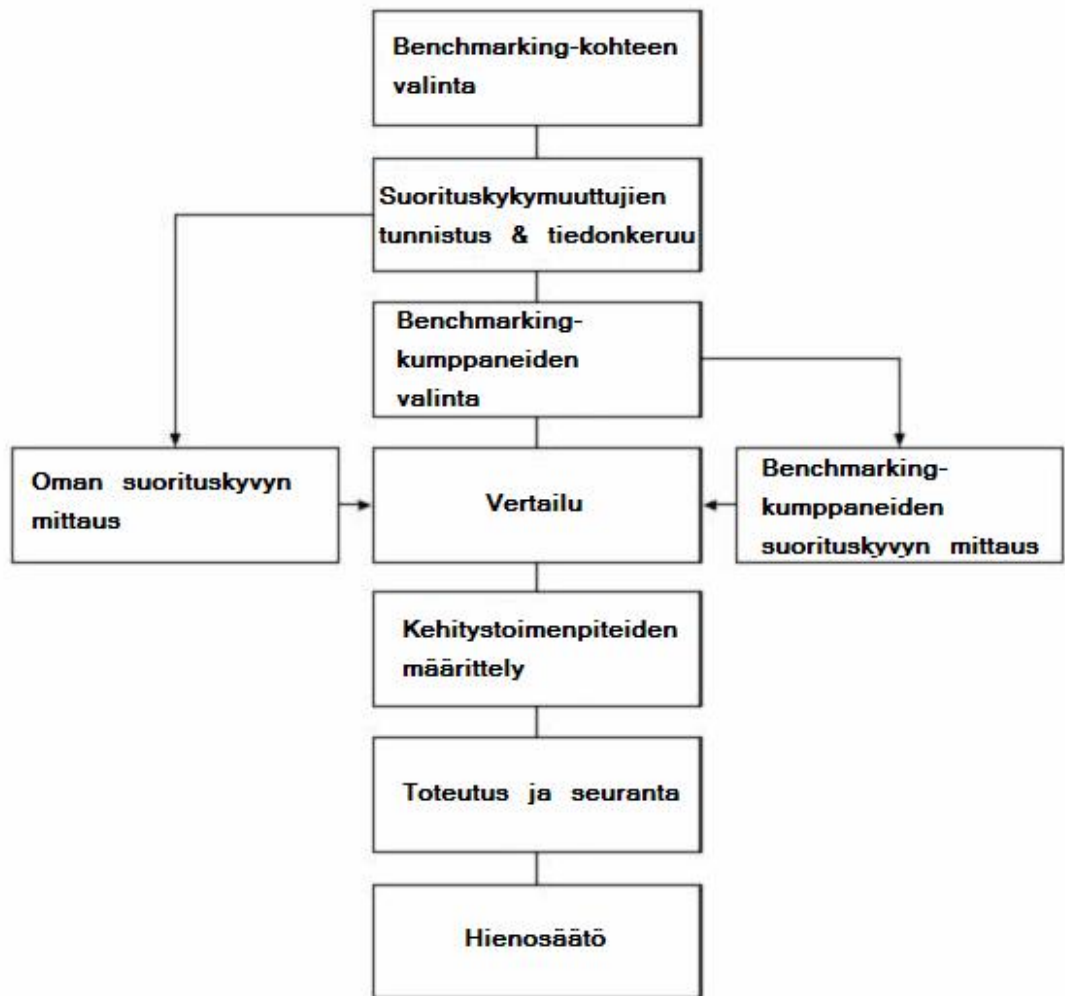 Benchmarking-kohteen
valinta
Suorituskykymuuttujien
tunnistus & tiedonkeruu
Benchmarking-
kumppaneiden
valinta
Oman suorituskyvyn
mittaus
Vertailu
Benchmarking-
kumppaneiden
suorituskyvyn mittaus
Kehitystoimenpiteiden
määrittely
Toteutus ja seuranta
Hienosäätö